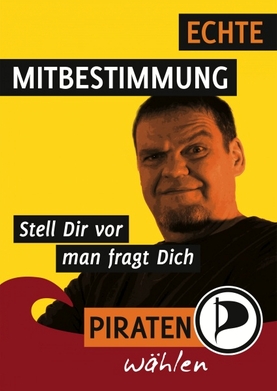 ECHTE
MITBESTIMMUNG
Stell Dir vor
man fragt Dich
PIRATEN
wählen